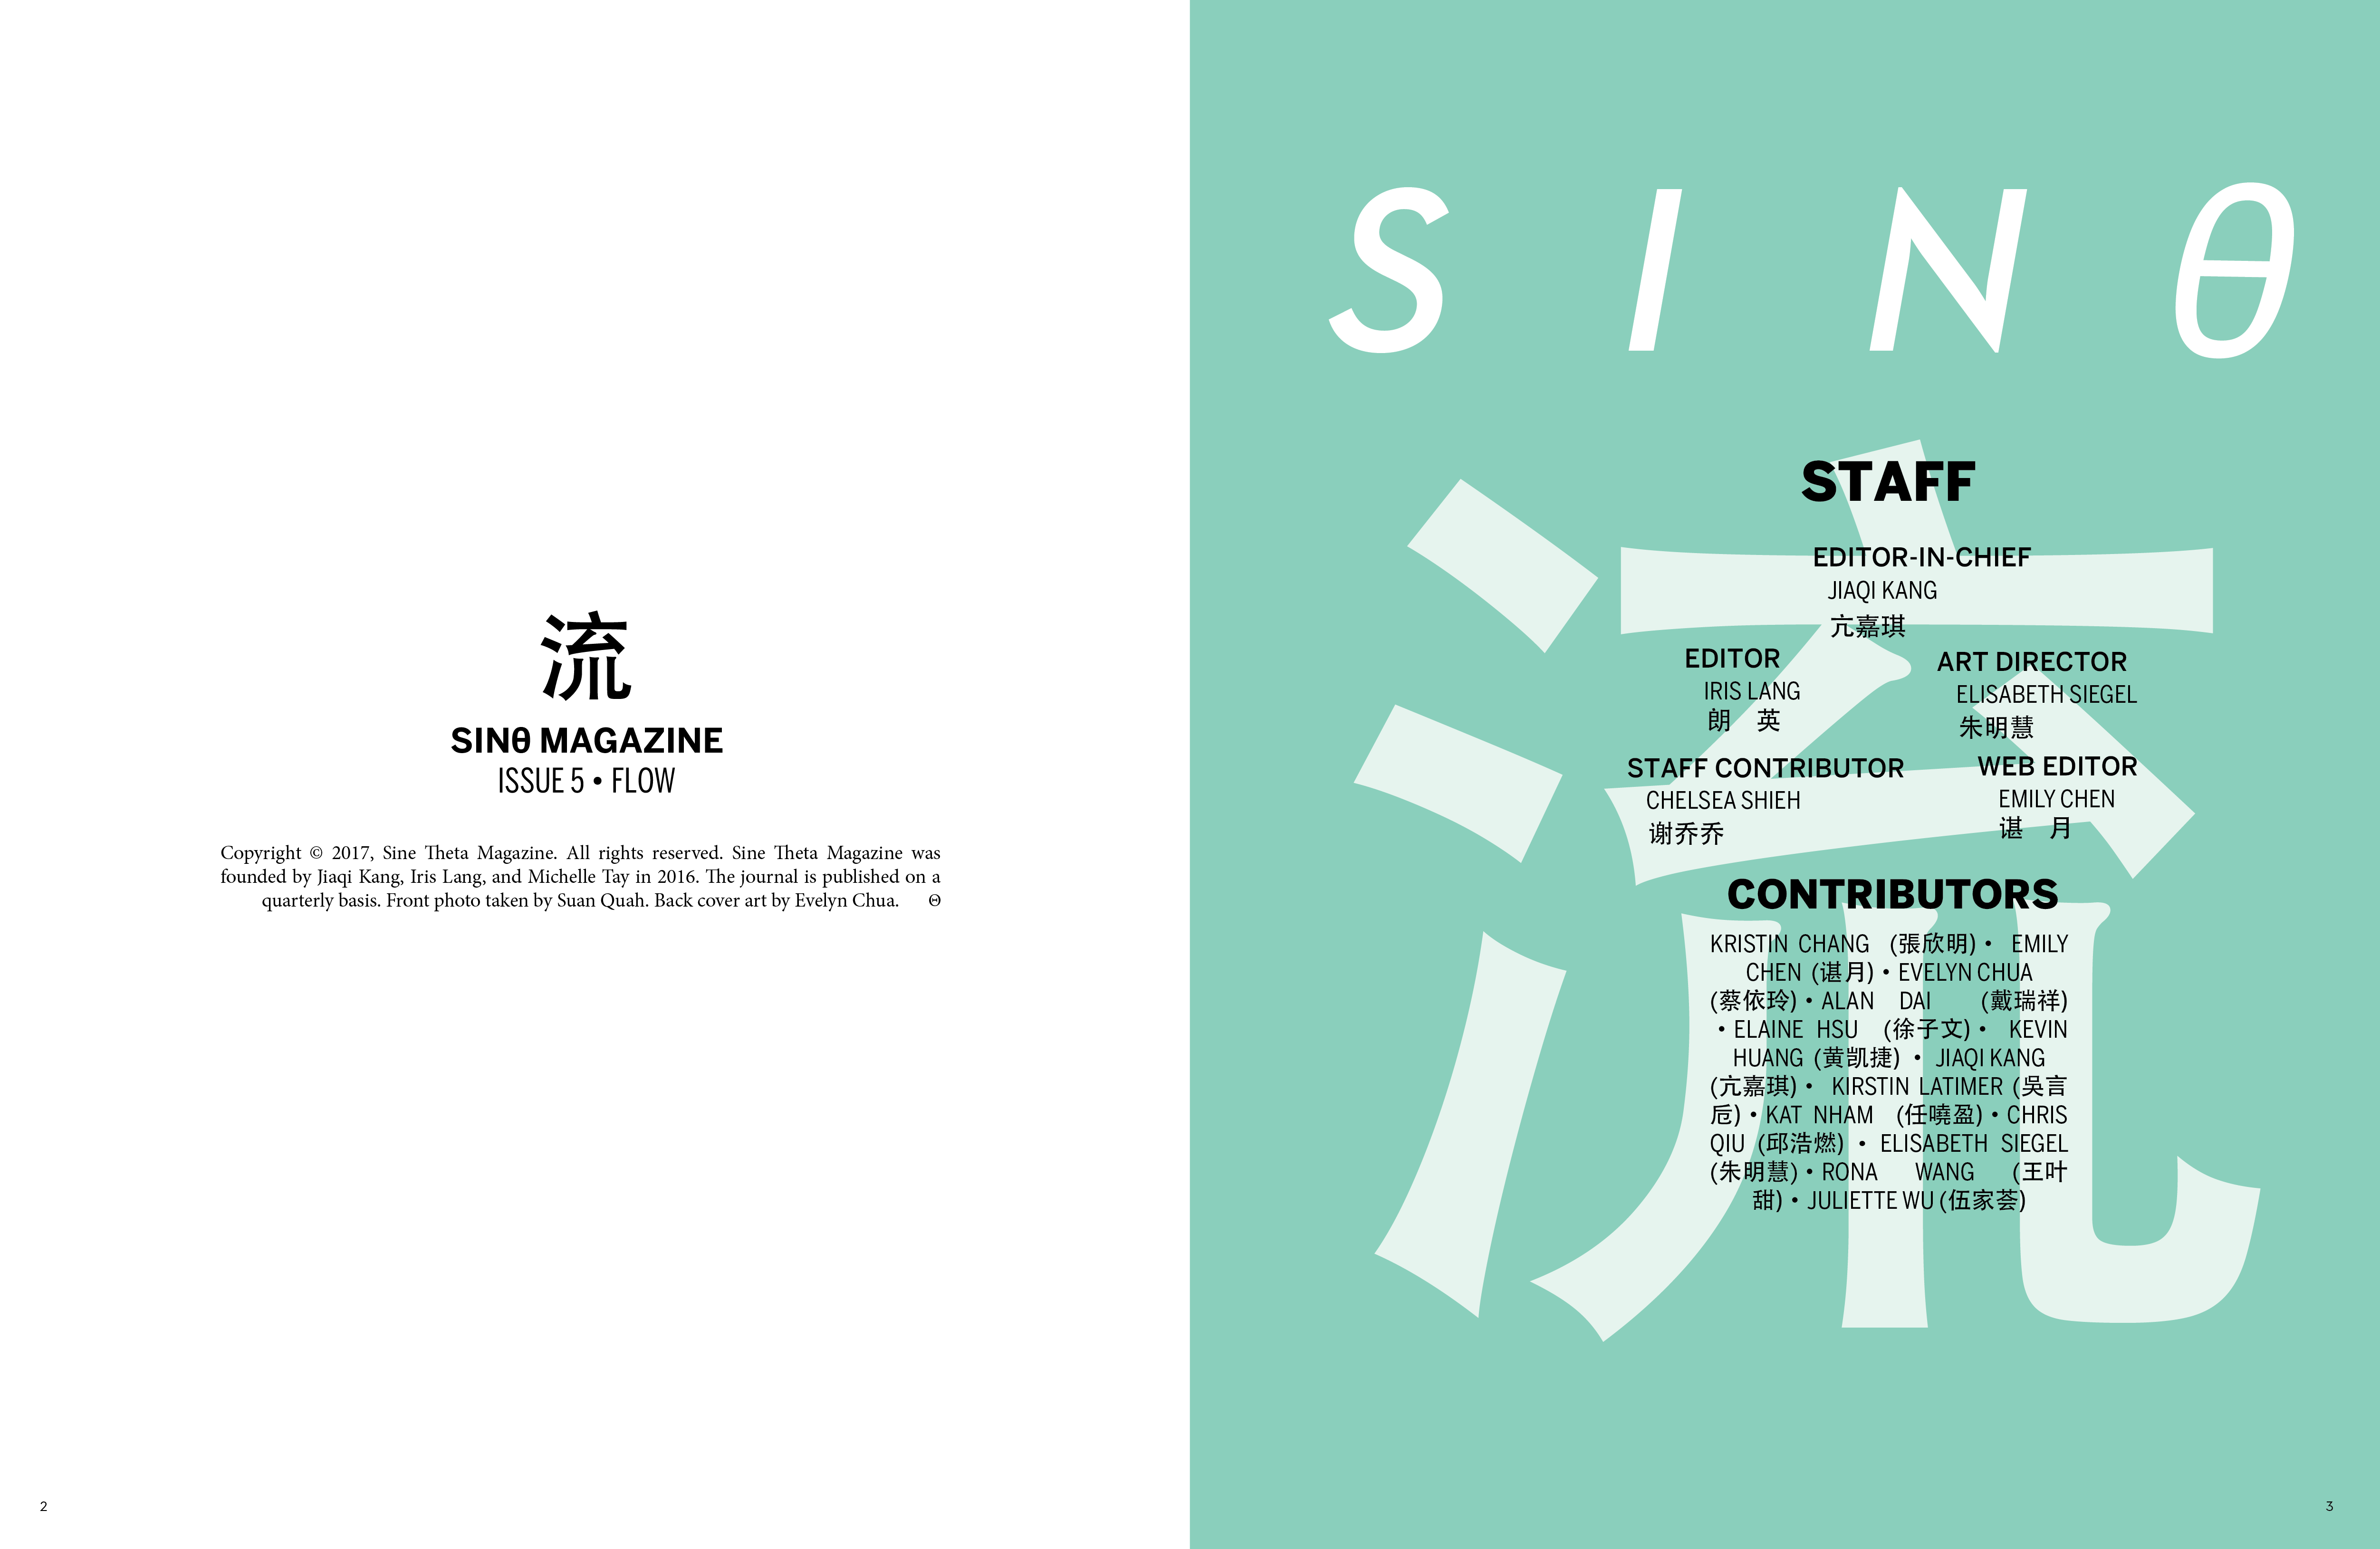 流
SINθ MAGAZINE
ISSUE 5 • FLOW
Copyright © 2017, Sine Theta Magazine. All rights reserved. Sine Theta Magazine was
founded by Jiaqi Kang, Iris Lang, and Michelle Tay in 2016. The journal is published on a
quarterly basis. Front photo taken by Suan Quah. Back cover art by Evelyn Chua. Θ
2
SINθ
流
STAFF
EDITOR-IN-CHIEF
JIAQI KANG
亢嘉琪
EDITOR
IRIS LANG
朗 英
ART DIRECTOR
ELISABETH SIEGEL
朱明慧
STAFF CONTRIBUTOR
CHELSEA SHIEH
谢乔乔
WEB EDITOR
EMILY CHEN
谌 月
CONTRIBUTORS
KRISTIN CHANG (張欣明) • EMILY
CHEN (谌月) • EVELYN CHUA
(蔡依玲) • ALAN DAI (戴瑞祥)
• ELAINE HSU (徐子文) • KEVIN
HUANG (黄凯捷) • JIAQI KANG
(亢嘉琪) • KIRSTIN LATIMER (吳言
卮) • KAT NHAM (任曉盈) • CHRIS
QIU (邱浩燃) • ELISABETH SIEGEL
(朱明慧) • RONA WANG (王叶
甜) • JULIETTE WU (伍家荟)
3